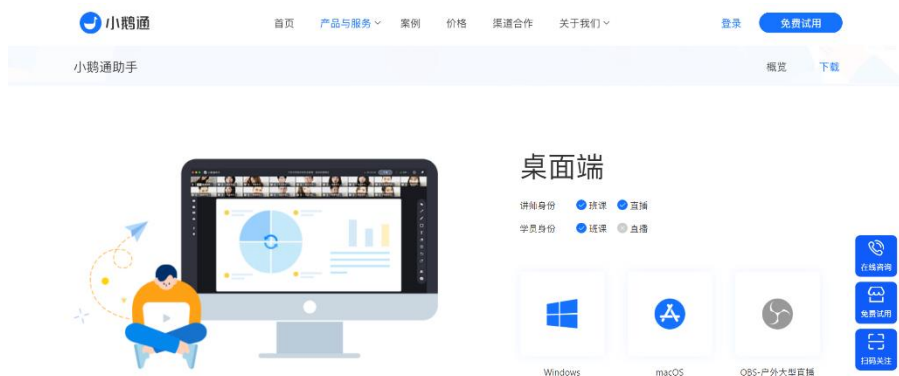 小鹅通
首页 产品与服务 案例 价格 渠道合作 关于我们 登录 免费试用
小鹅通助手 概览 下载
桌面端
讲师身份 班课 直播
学员身份 班课 直播
Windows macOS OBS-户外大型直播
在线咨询
免费试用
扫码关注